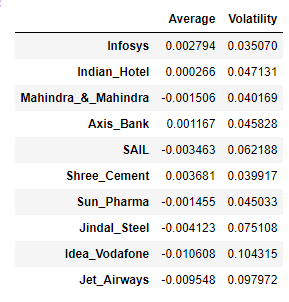 Average Volatility
Infosys 0.002794 0.035070
Indian_Hotel 0.000266 0.047131
Mahindra_&_Mahindra -0.001506 0.040169
Axis_Bank 0.001167 0.045828
SAIL -0.003463 0.062188
Shree_Cement 0.003681 0.039917
Sun_Pharma -0.001455 0.045033
Jindal_Steel -0.004123 0.075108
Idea_Vodafone -0.010608 0.104315
Jet_Airways -0.009548 0.097972